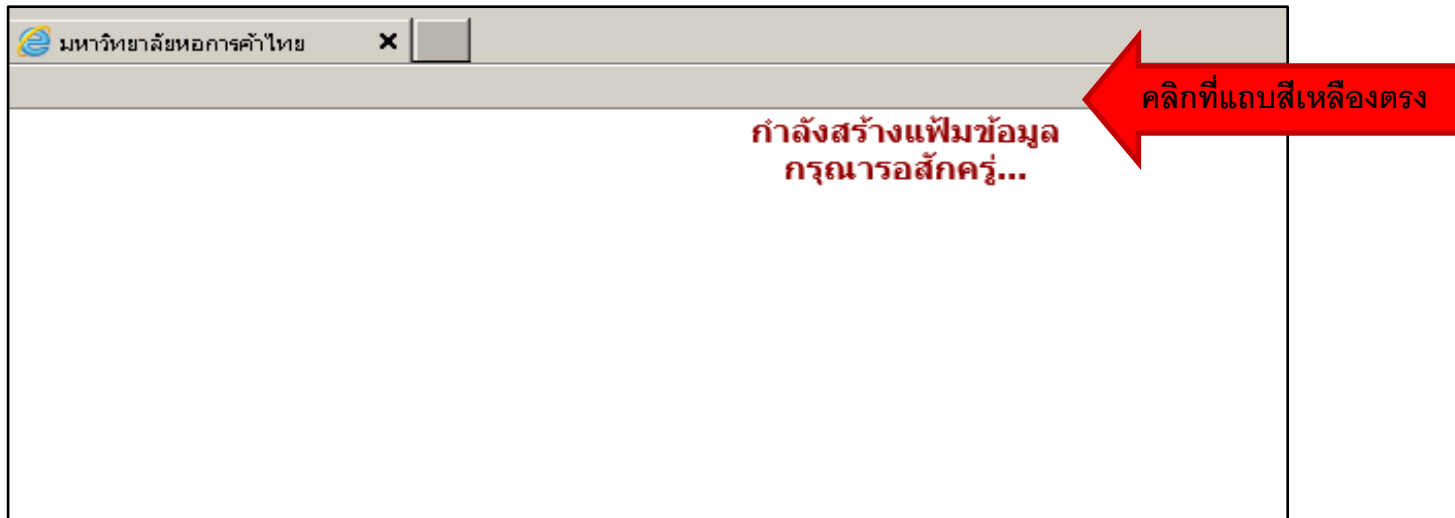 มหาวิทยาลัยหอการค้าไทย
คลิกที่แถบสีเหลืองตรง
กำลังสร้างแฟ้มข้อมูล
กรุณารอสักครู่...